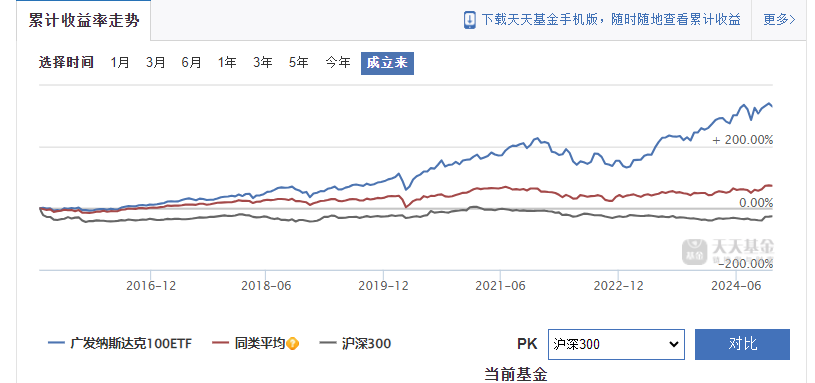 累计收益率走势
下载天天基金手机版，随时随地查看累计收益 更多>
选择时间 1月 3月 6月 1年 3年 5年 今年 成立来
+ 200.00%
0.00%
天天基金
基金
-200.00%
2016-12 2018-06 2019-12 2021-06 2022-12 2024-06
广发纳斯达克100ETF 同类平均 沪深300 PK 沪深300 对比
当前基金